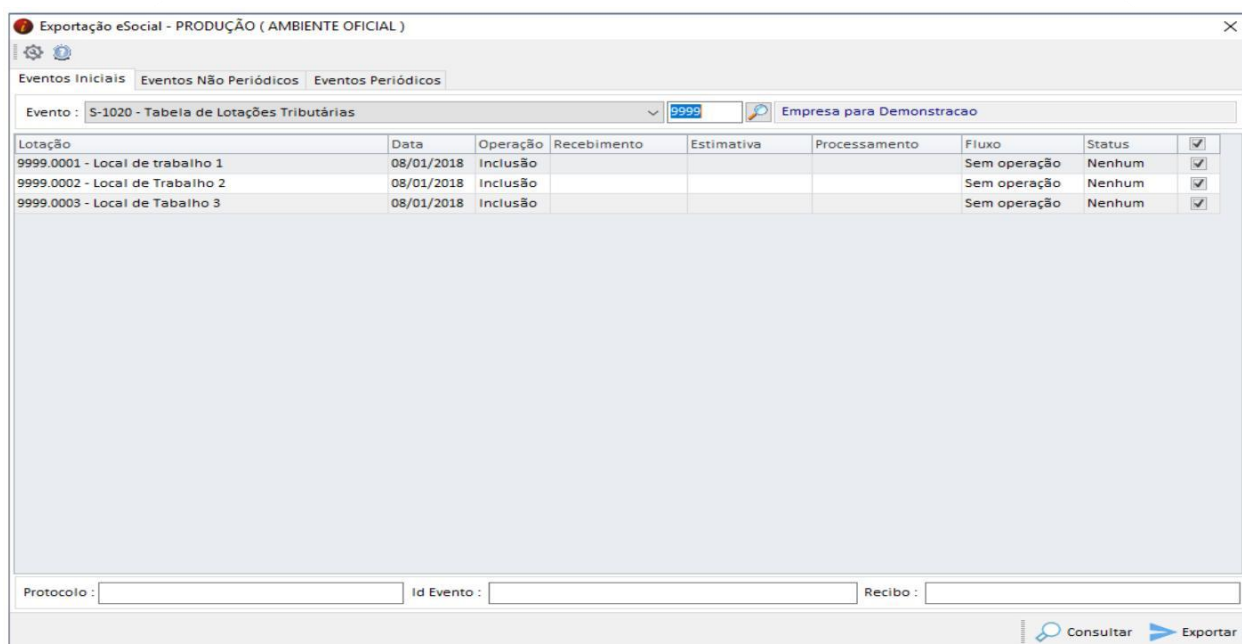 Exportação eSocial - PRODUÇÃO ( AMBIENTE OFICIAL )
Eventos Iniciais Eventos Não Periódicos Eventos Periódicos
Evento : S-1020 - Tabela de Lotações Tributárias 9999 Empresa para Demonstracao
Lotação Data Operação Recebimento Estimativa Processamento Fluxo Status
9999.0001 - Local de trabalho 1 08/01/2018 Inclusão Sem operação Nenhum
9999.0002 - Local de Trabalho 2 08/01/2018 Inclusão Sem operação Nenhum
9999.0003 - Local de Tabalho 3 08/01/2018 Inclusão Sem operação Nenhum
Protocolo : Id Evento : Recibo :
Consultar Exportar